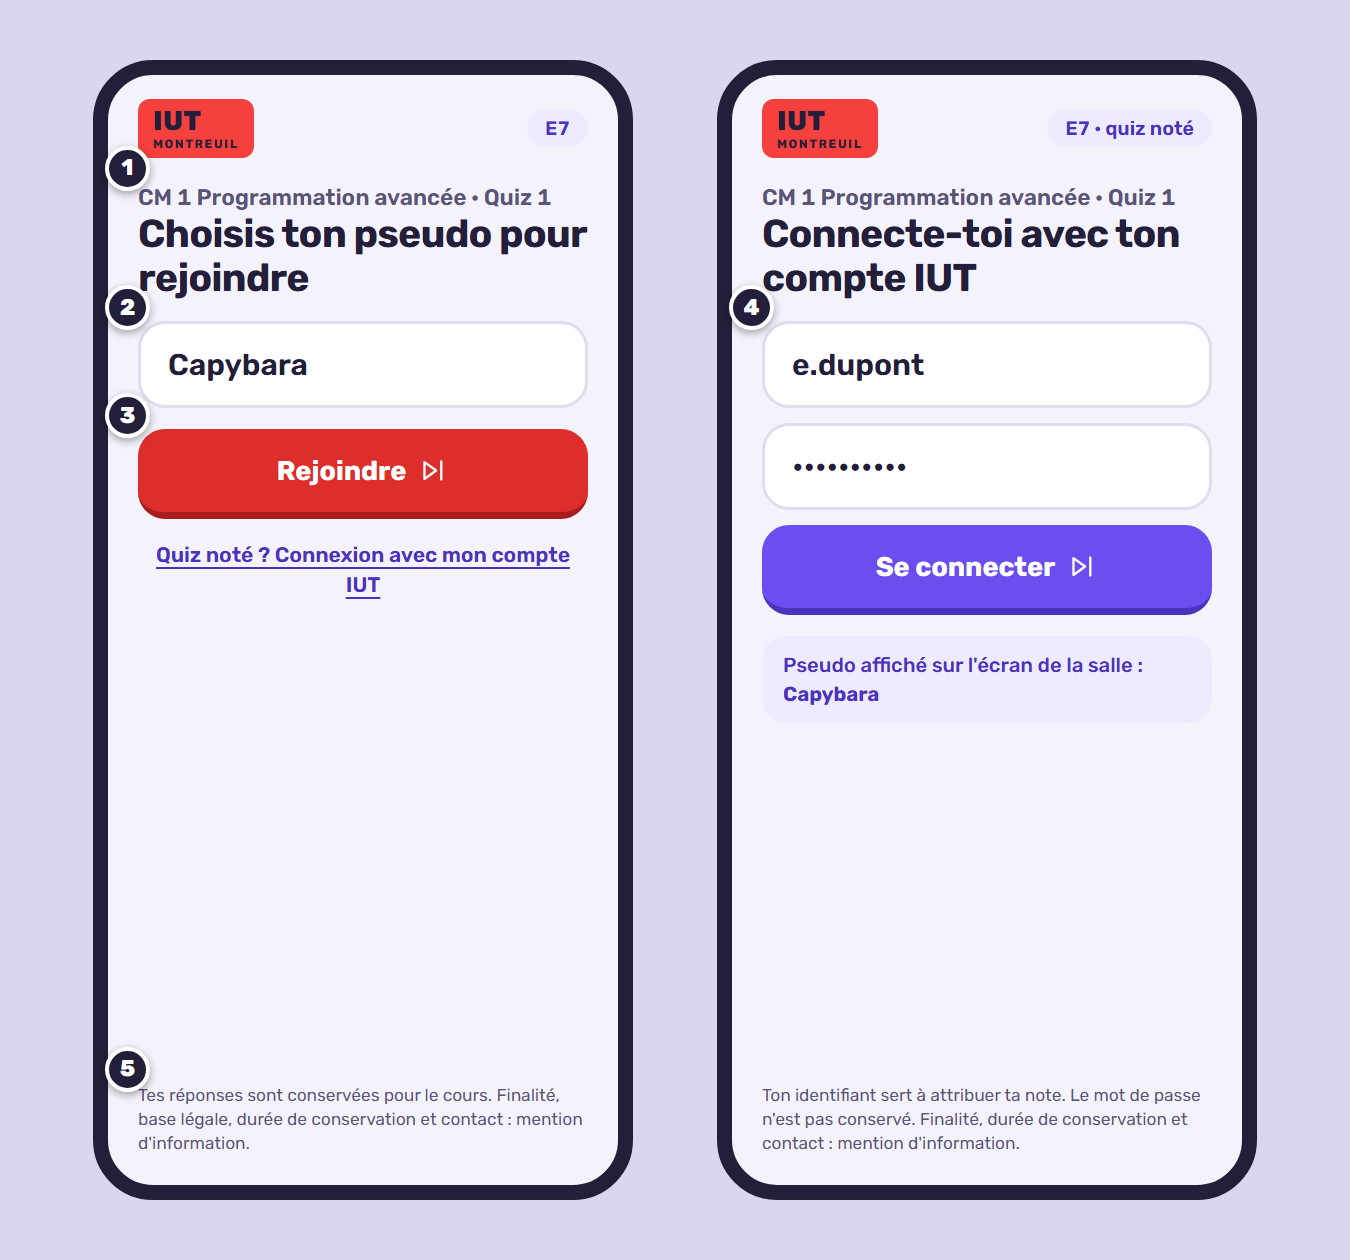 IUT
MONTREUIL
E7
1
CM 1 Programmation avancée • Quiz 1
Choisis ton pseudo pour
rejoindre
2
Capybara
3
Rejoindre
Quiz noté ? Connexion avec mon compte
IUT
5
Tes réponses sont conservées pour le cours. Finalité,
base légale, durée de conservation et contact : mention
d'information.
IUT
MONTREUIL
E7 • quiz noté
CM 1 Programmation avancée • Quiz 1
Connecte-toi avec ton
compte IUT
4
e.dupont
••••••••••
Se connecter
Pseudo affiché sur l'écran de la salle :
Capybara
Ton identifiant sert à attribuer ta note. Le mot de passe
n'est pas conservé. Finalité, durée de conservation et
contact : mention d'information.